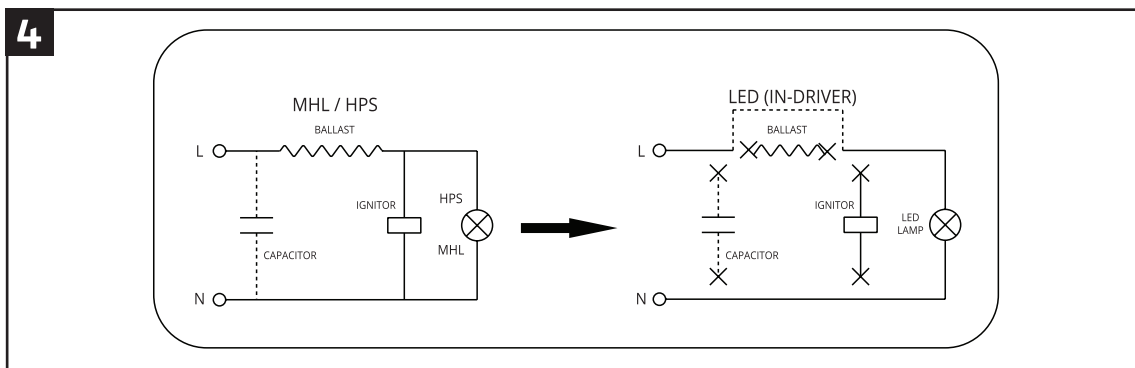 4
MHL / HPS
BALLAST
L
IGNITOR
HPS
MHL
CAPACITOR
N
LED (IN-DRIVER)
BALLAST
L
IGNITOR
LED
LAMP
CAPACITOR
N